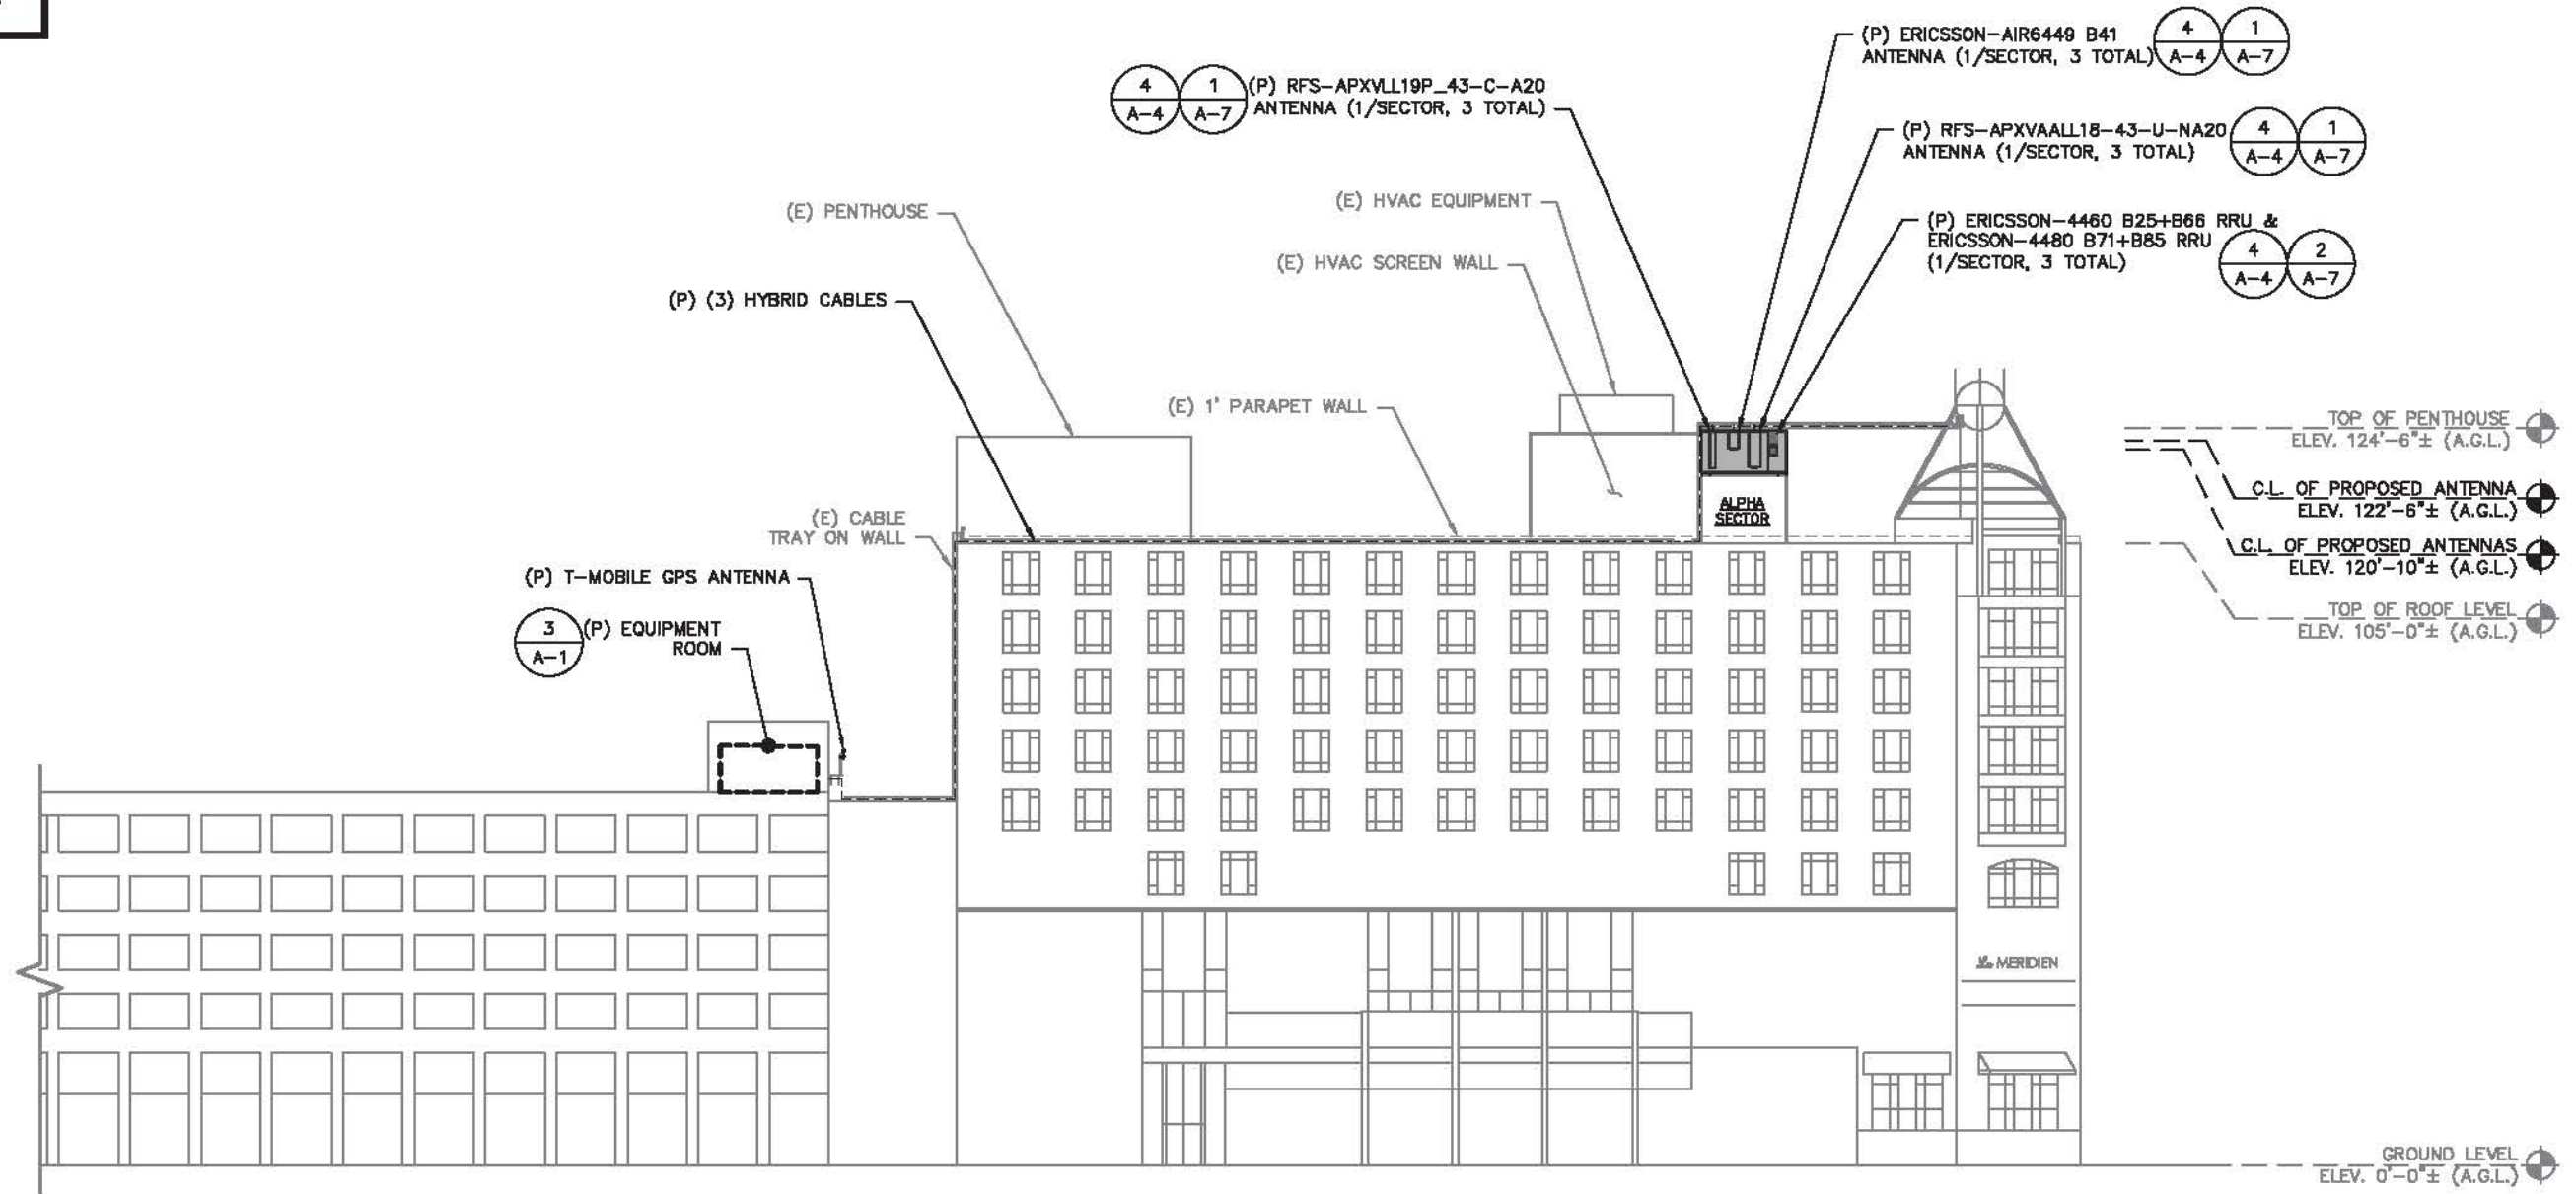 (P) ERICSSON-AIR6449 B41
ANTENNA (1/SECTOR, 3 TOTAL)
4
A-4
1
A-7
4
A-4
1
A-7
(P) RFS-APXVLL19P_43-C-A20
ANTENNA (1/SECTOR, 3 TOTAL)
(P) RFS-APXVAALL18-43-U-NA20
ANTENNA (1/SECTOR, 3 TOTAL)
4
A-4
1
A-7
(E) PENTHOUSE
(E) HVAC EQUIPMENT
(P) ERICSSON-4460 B25+B66 RRU &
ERICSSON-4480 B71+B85 RRU
(1/SECTOR, 3 TOTAL)
4
A-4
2
A-7
(E) HVAC SCREEN WALL
(P) (3) HYBRID CABLES
(E) 1' PARAPET WALL
TOP OF PENTHOUSE
ELEV. 124'-6"± (A.G.L.)
C.L. OF PROPOSED ANTENNA
ELEV. 122'-6"± (A.G.L.)
ALPHA
SECTOR
(E) CABLE
TRAY ON WALL
C.L. OF PROPOSED ANTENNAS
ELEV. 120'-10"± (A.G.L.)
(P) T-MOBILE GPS ANTENNA
TOP OF ROOF LEVEL
ELEV. 105'-0"± (A.G.L.)
3
A-1
(P) EQUIPMENT
ROOM
Le MERIDIEN
GROUND LEVEL
ELEV. 0'-0"± (A.G.L.)